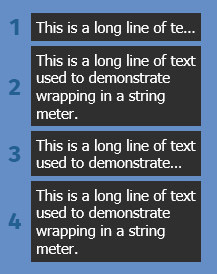 1 This is a long line of te...
2 This is a long line of text
used to demonstrate
wrapping in a string
meter.
3 This is a long line of text
used to demonstrate...
4 This is a long line of text
used to demonstrate
wrapping in a string
meter.